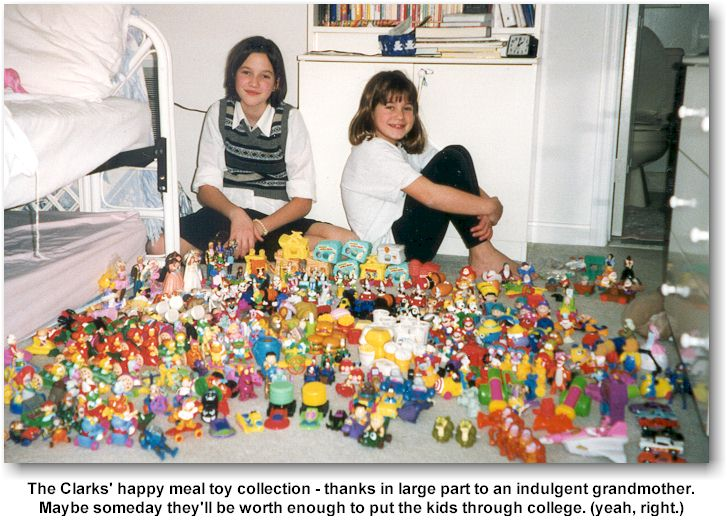 The Clarks' happy meal toy collection - thanks in large part to an indulgent grandmother.
Maybe someday they'll be worth enough to put the kids through college. (yeah, right.)